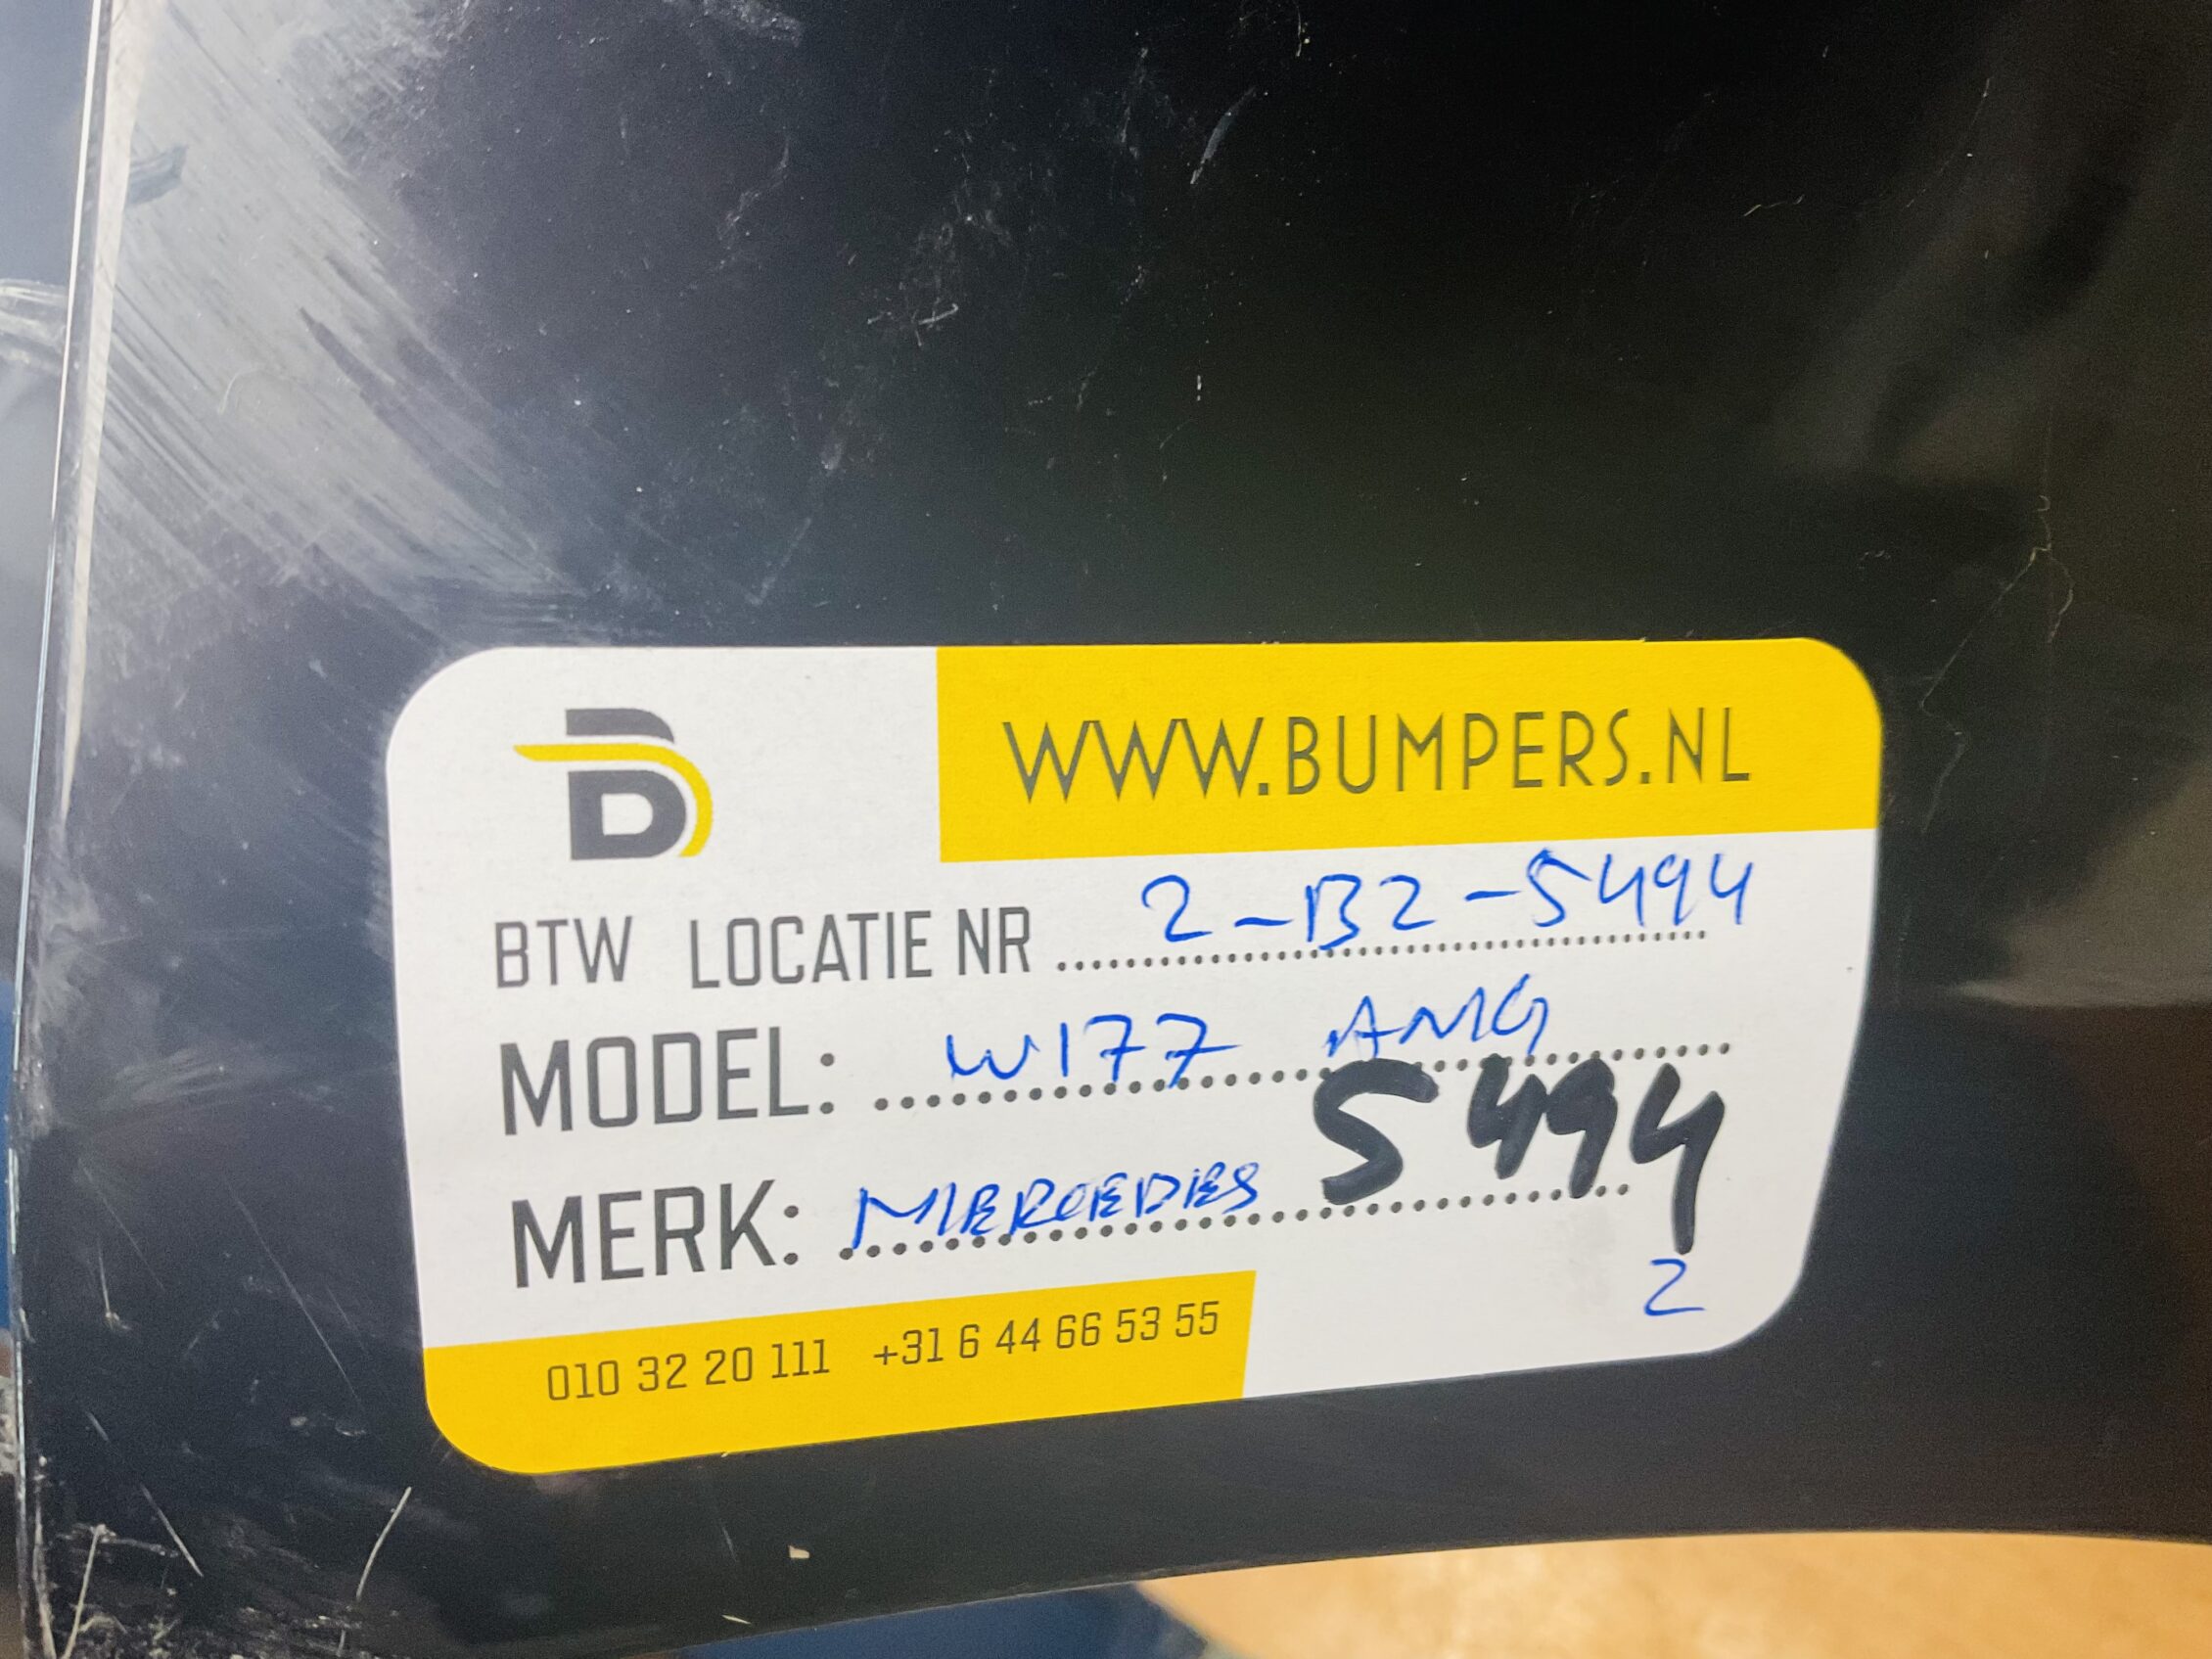 B WWW.BUMPERS.NL
BTW LOCATIE NR 2-B2-5494
MODEL: W177 AMG
5494
MERK: MERCEDES
2
010 32 20 111 +31 6 44 66 53 55